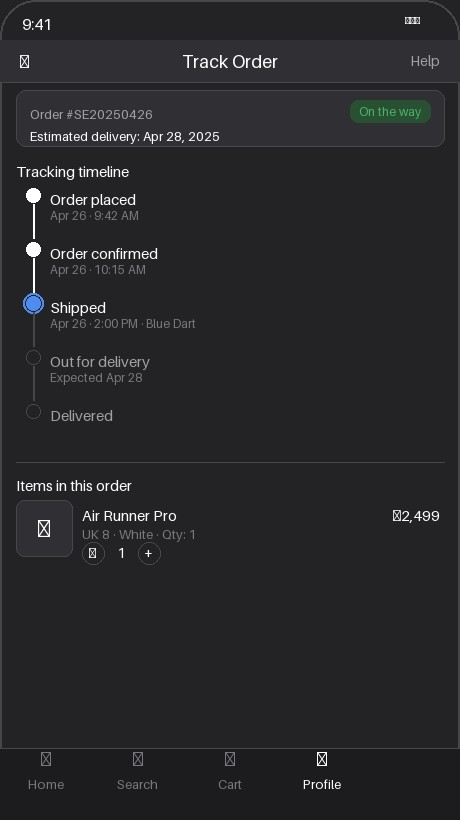 9:41
Track Order
Help
Order #SE20250426
On the way
Estimated delivery: Apr 28, 2025
Tracking timeline
Order placed
Apr 26 · 9:42 AM
Order confirmed
Apr 26 · 10:15 AM
Shipped
Apr 26 · 2:00 PM · Blue Dart
Out for delivery
Expected Apr 28
Delivered
Items in this order
Air Runner Pro
2,499
UK 8 · White · Qty: 1
1 +
Home
Search
Cart
Profile